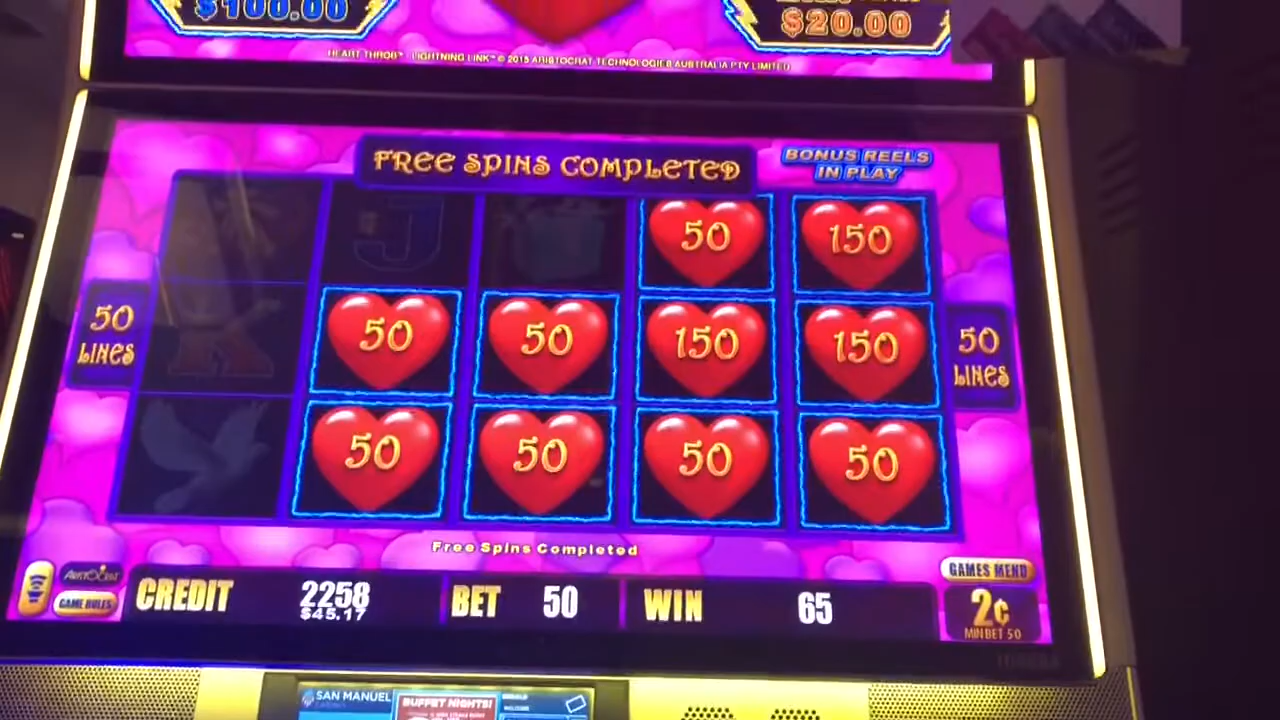 $100.00
$20.00
HEART THROB™ LIGHTNING LINK™ © 2015 ARISTOCRAT TECHNOLOGIES AUSTRALIA PTY LIMITED
FREE SPINS COMPLETED
BONUS REELS
IN PLAY
J
50
150
50
LINES
50
50
150
150
50
LINES
K
50
50
50
50
Free Spins Completed
ARISTOCRAT
GAME RULES
CREDIT
2258
$45.17
BET
50
WIN
65
GAMES MENU
2¢
MIN BET 50
SAN MANUEL
BUFFET NIGHTS!
WELCOME